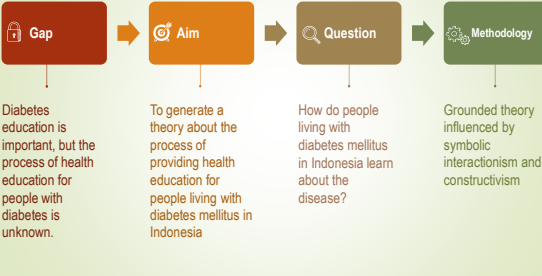 Gap
Diabetes
education is
important, but the
process of health
education for
people with
diabetes is
unknown.
Aim
To generate a
theory about the
process of
providing health
education for
people living with
diabetes mellitus in
Indonesia
Question
How do people
living with
diabetes mellitus
in Indonesia learn
about the
disease?
Methodology
Grounded theory
influenced by
symbolic
interactionism and
constructivism